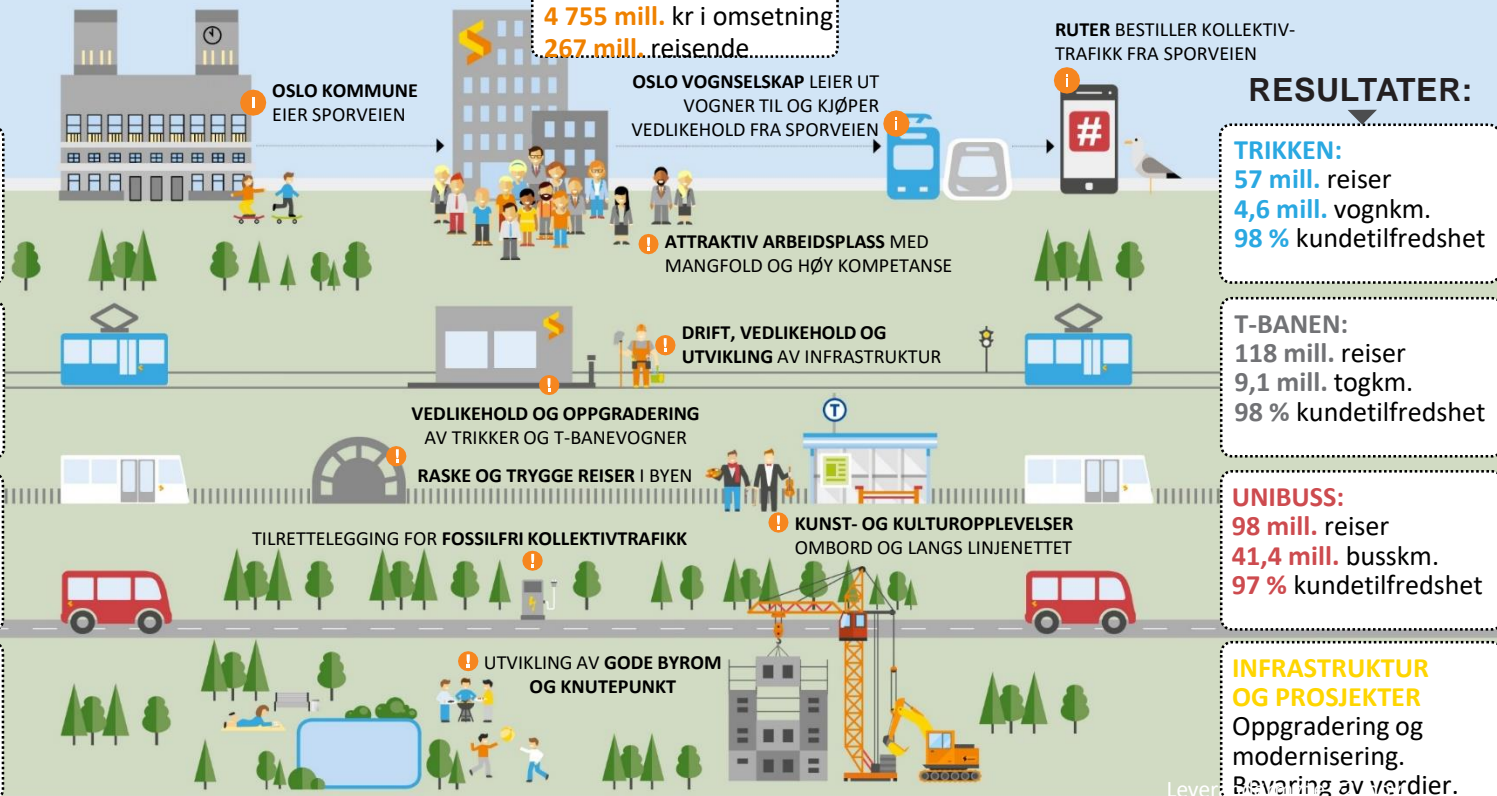 4 755 mill. kr i omsetning
267 mill. reisende
OSLO KOMMUNE
EIER SPORVEIEN
OSLO VOGNSELSKAP LEIER UT
VOGNER TIL OG KJØPER
VEDLIKEHOLD FRA SPORVEIEN
RUTER BESTILLER KOLLEKTIV-
TRAFIKK FRA SPORVEIEN
#
ATTRAKTIV ARBEIDSPLASS MED
MANGFOLD OG HØY KOMPETANSE
DRIFT, VEDLIKEHOLD OG
UTVIKLING AV INFRASTRUKTUR
VEDLIKEHOLD OG OPPGRADERING
AV TRIKKER OG T-BANEVOGNER
T
RASKE OG TRYGGE REISER I BYEN
KUNST- OG KULTUROPPLEVELSER
OMBORD OG LANGS LINJENETTET
TILRETTELEGGING FOR FOSSILFRI KOLLEKTIVTRAFIKK
UTVIKLING AV GODE BYROM
OG KNUTEPUNKT
RESULTATER:
TRIKKEN:
57 mill. reiser
4,6 mill. vognkm.
98 % kundetilfredshet
T-BANEN:
118 mill. reiser
9,1 mill. togkm.
98 % kundetilfredshet
UNIBUSS:
98 mill. reiser
41,4 mill. busskm.
97 % kundetilfredshet
INFRASTRUKTUR
OG PROSJEKTER
Oppgradering og
modernisering.
Bevaring av verdier.